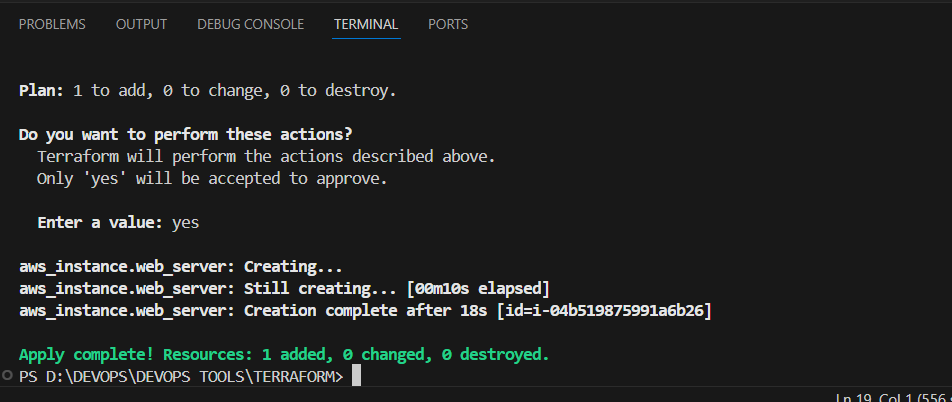 PROBLEMS OUTPUT DEBUG CONSOLE TERMINAL PORTS
Plan: 1 to add, 0 to change, 0 to destroy.
Do you want to perform these actions?
Terraform will perform the actions described above.
Only 'yes' will be accepted to approve.
Enter a value: yes
aws_instance.web_server: Creating...
aws_instance.web_server: Still creating... [00m10s elapsed]
aws_instance.web_server: Creation complete after 18s [id=i-04b519875991a6b26]
Apply complete! Resources: 1 added, 0 changed, 0 destroyed.
PS D:\DEVOPS\DEVOPS TOOLS\TERRAFORM>
Ln 19, Col 1 (556